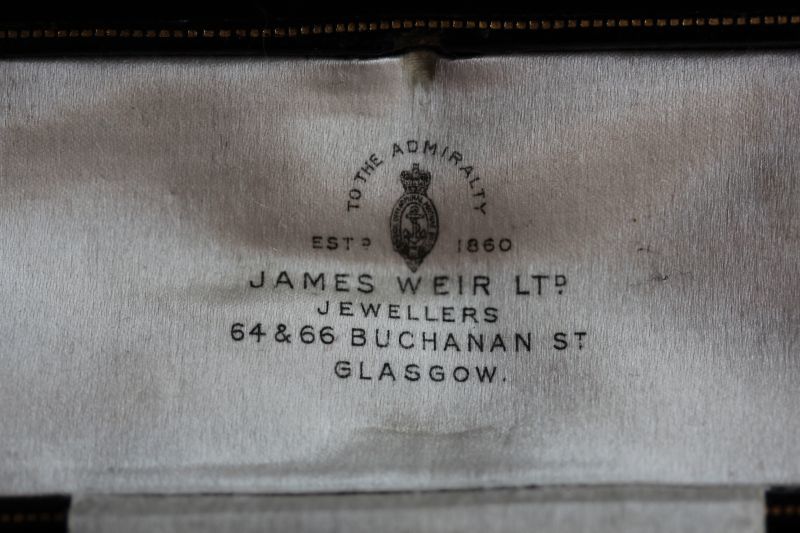 TO THE ADMIRALTY
ESTD 1860
JAMES WEIR LTD.
JEWELLERS
64 & 66 BUCHANAN ST.
GLASGOW.